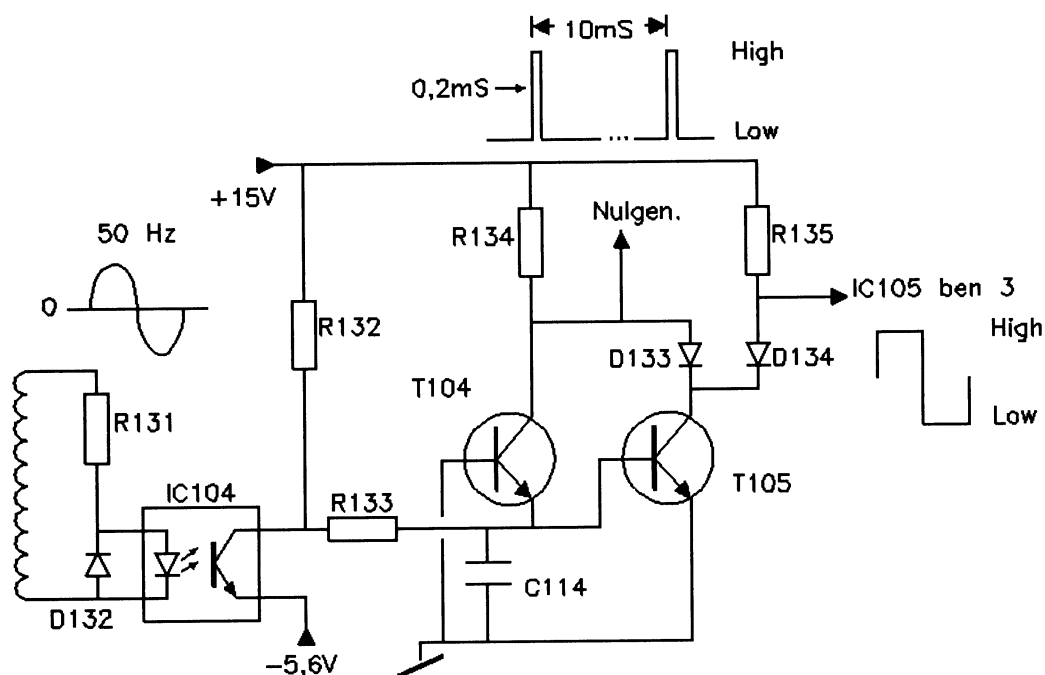 10mS
High
0,2mS
Low
+15V
50 Hz
Nulgen.
R134
R135
0
IC105 ben 3
R132
High
D133
D134
T104
R131
Low
IC104
R133
T105
C114
D132
-5,6V
...